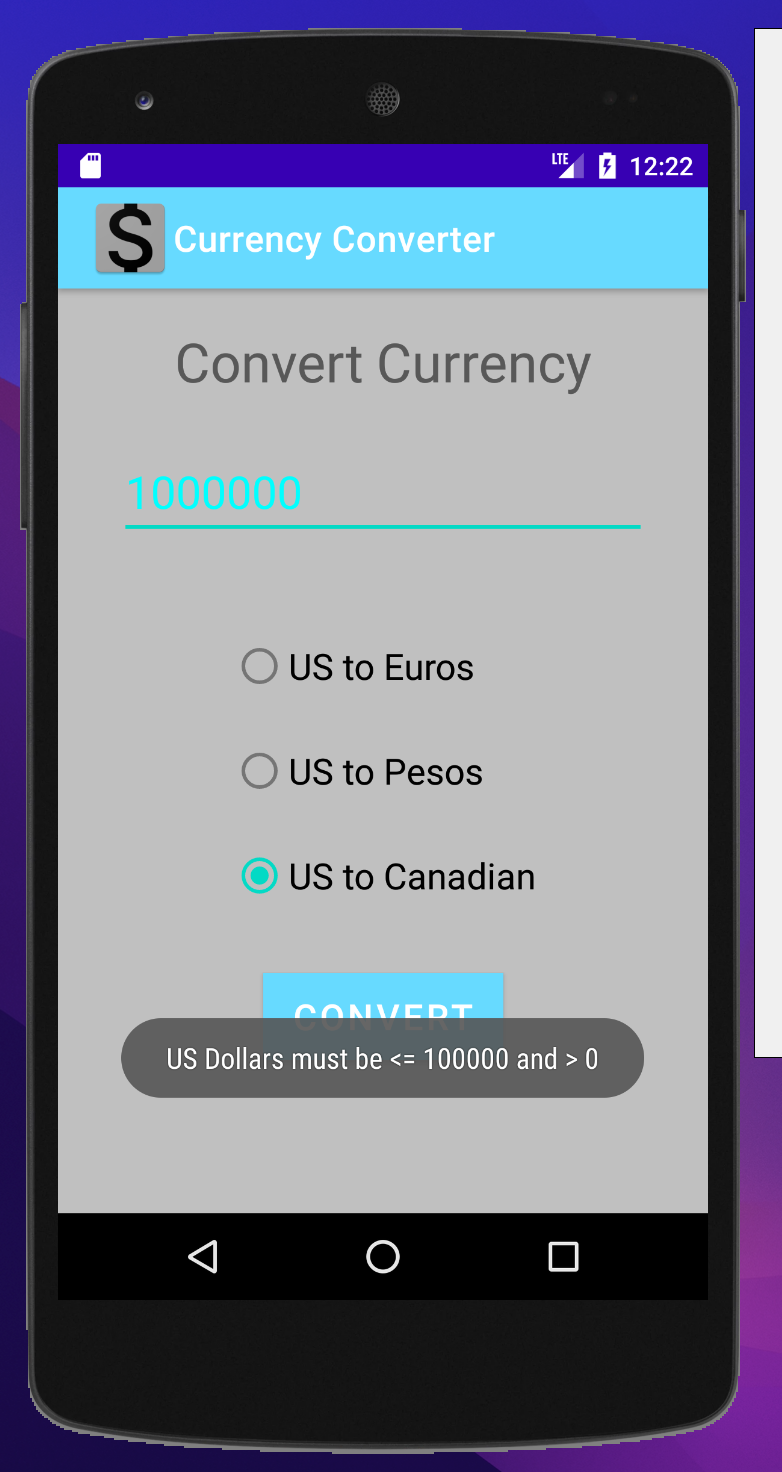 LTE 12:22
$ Currency Converter
Convert Currency
1000000
US to Euros
US to Pesos
US to Canadian
CONVERT
US Dollars must be <= 100000 and > 0